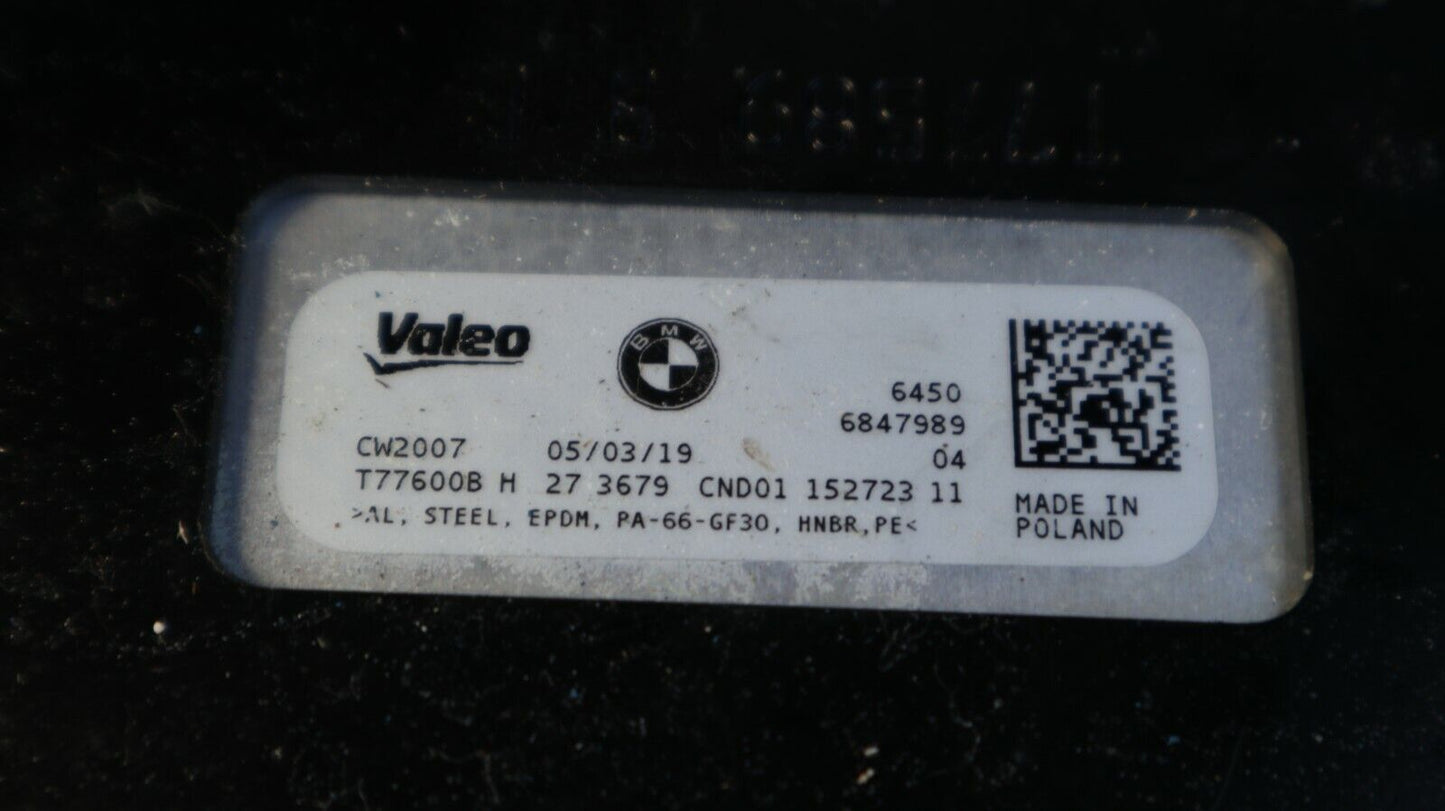 Valeo
BMW
6450
6847989
CW2007 05/03/19 04
T77600B H 27 3679 CND01 152723 11
>AL, STEEL, EPDM, PA-66-GF30, HNBR,PE<
MADE IN
POLAND